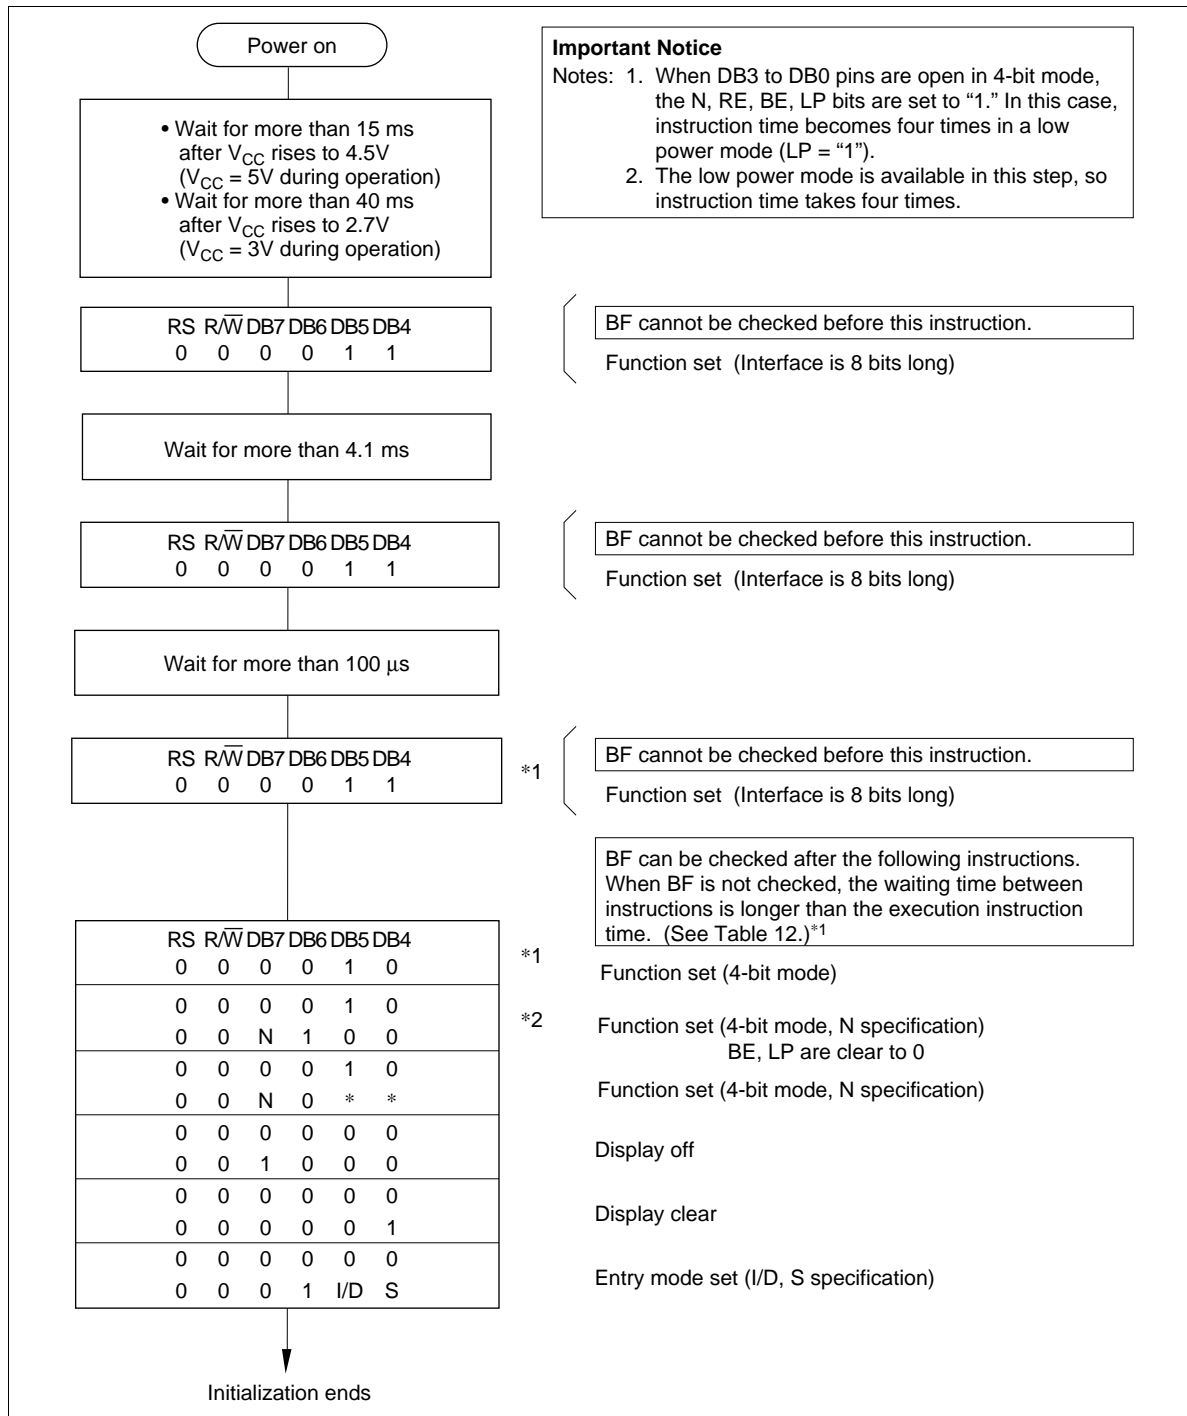 Power on
Important Notice
Notes: 1. When DB3 to DB0 pins are open in 4-bit mode,
the N, RE, BE, LP bits are set to “1.” In this case,
instruction time becomes four times in a low
power mode (LP = “1”).
2. The low power mode is available in this step, so
instruction time takes four times.
• Wait for more than 15 ms
after VCC rises to 4.5V
(VCC = 5V during operation)
• Wait for more than 40 ms
after VCC rises to 2.7V
(VCC = 3V during operation)
RS R/W̅ DB7 DB6 DB5 DB4
0 0 0 0 1 1
BF cannot be checked before this instruction.
Function set (Interface is 8 bits long)
Wait for more than 4.1 ms
RS R/W̅ DB7 DB6 DB5 DB4
0 0 0 0 1 1
BF cannot be checked before this instruction.
Function set (Interface is 8 bits long)
Wait for more than 100 µs
RS R/W̅ DB7 DB6 DB5 DB4
0 0 0 0 1 1
*1
BF cannot be checked before this instruction.
Function set (Interface is 8 bits long)
BF can be checked after the following instructions.
When BF is not checked, the waiting time between
instructions is longer than the execution instruction
time. (See Table 12.)*1
RS R/W̅ DB7 DB6 DB5 DB4
0 0 0 0 1 0
*1
Function set (4-bit mode)
0 0 0 0 1 0
0 0 N 1 0 0
*2
Function set (4-bit mode, N specification)
BE, LP are clear to 0
0 0 0 0 1 0
0 0 N 0 * *
Function set (4-bit mode, N specification)
0 0 0 0 0 0
0 0 1 0 0 0
Display off
0 0 0 0 0 0
0 0 0 0 0 1
Display clear
0 0 0 0 0 0
0 0 0 1 I/D S
Entry mode set (I/D, S specification)
Initialization ends